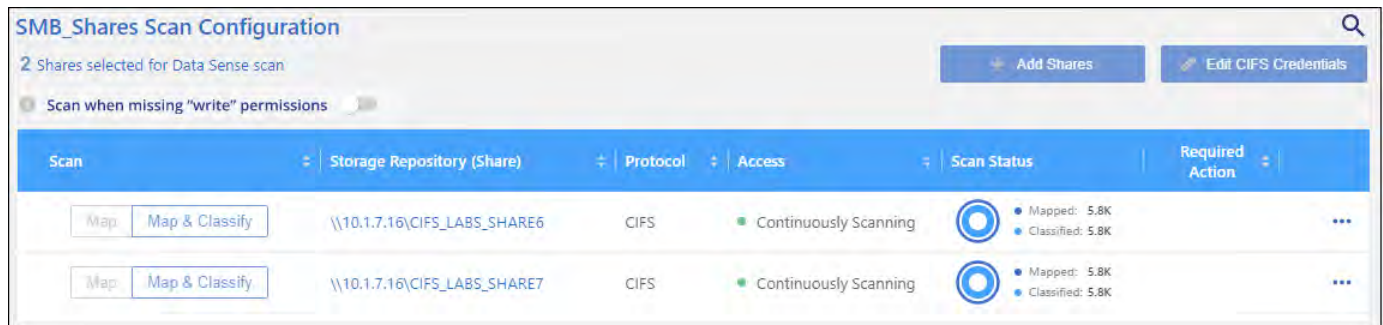 SMB_Shares Scan Configuration
2 Shares selected for Data Sense scan
Add Shares
Edit CIFS Credentials
Scan when missing “write” permissions
Scan
Storage Repository (Share)
Protocol
Access
Scan Status
Required
Action
Map
Map & Classify
\\10.1.7.16\CIFS_LABS_SHARE6
CIFS
Continuously Scanning
Mapped: 5.8K
Classified: 5.8K
Map
Map & Classify
\\10.1.7.16\CIFS_LABS_SHARE7
CIFS
Continuously Scanning
Mapped: 5.8K
Classified: 5.8K